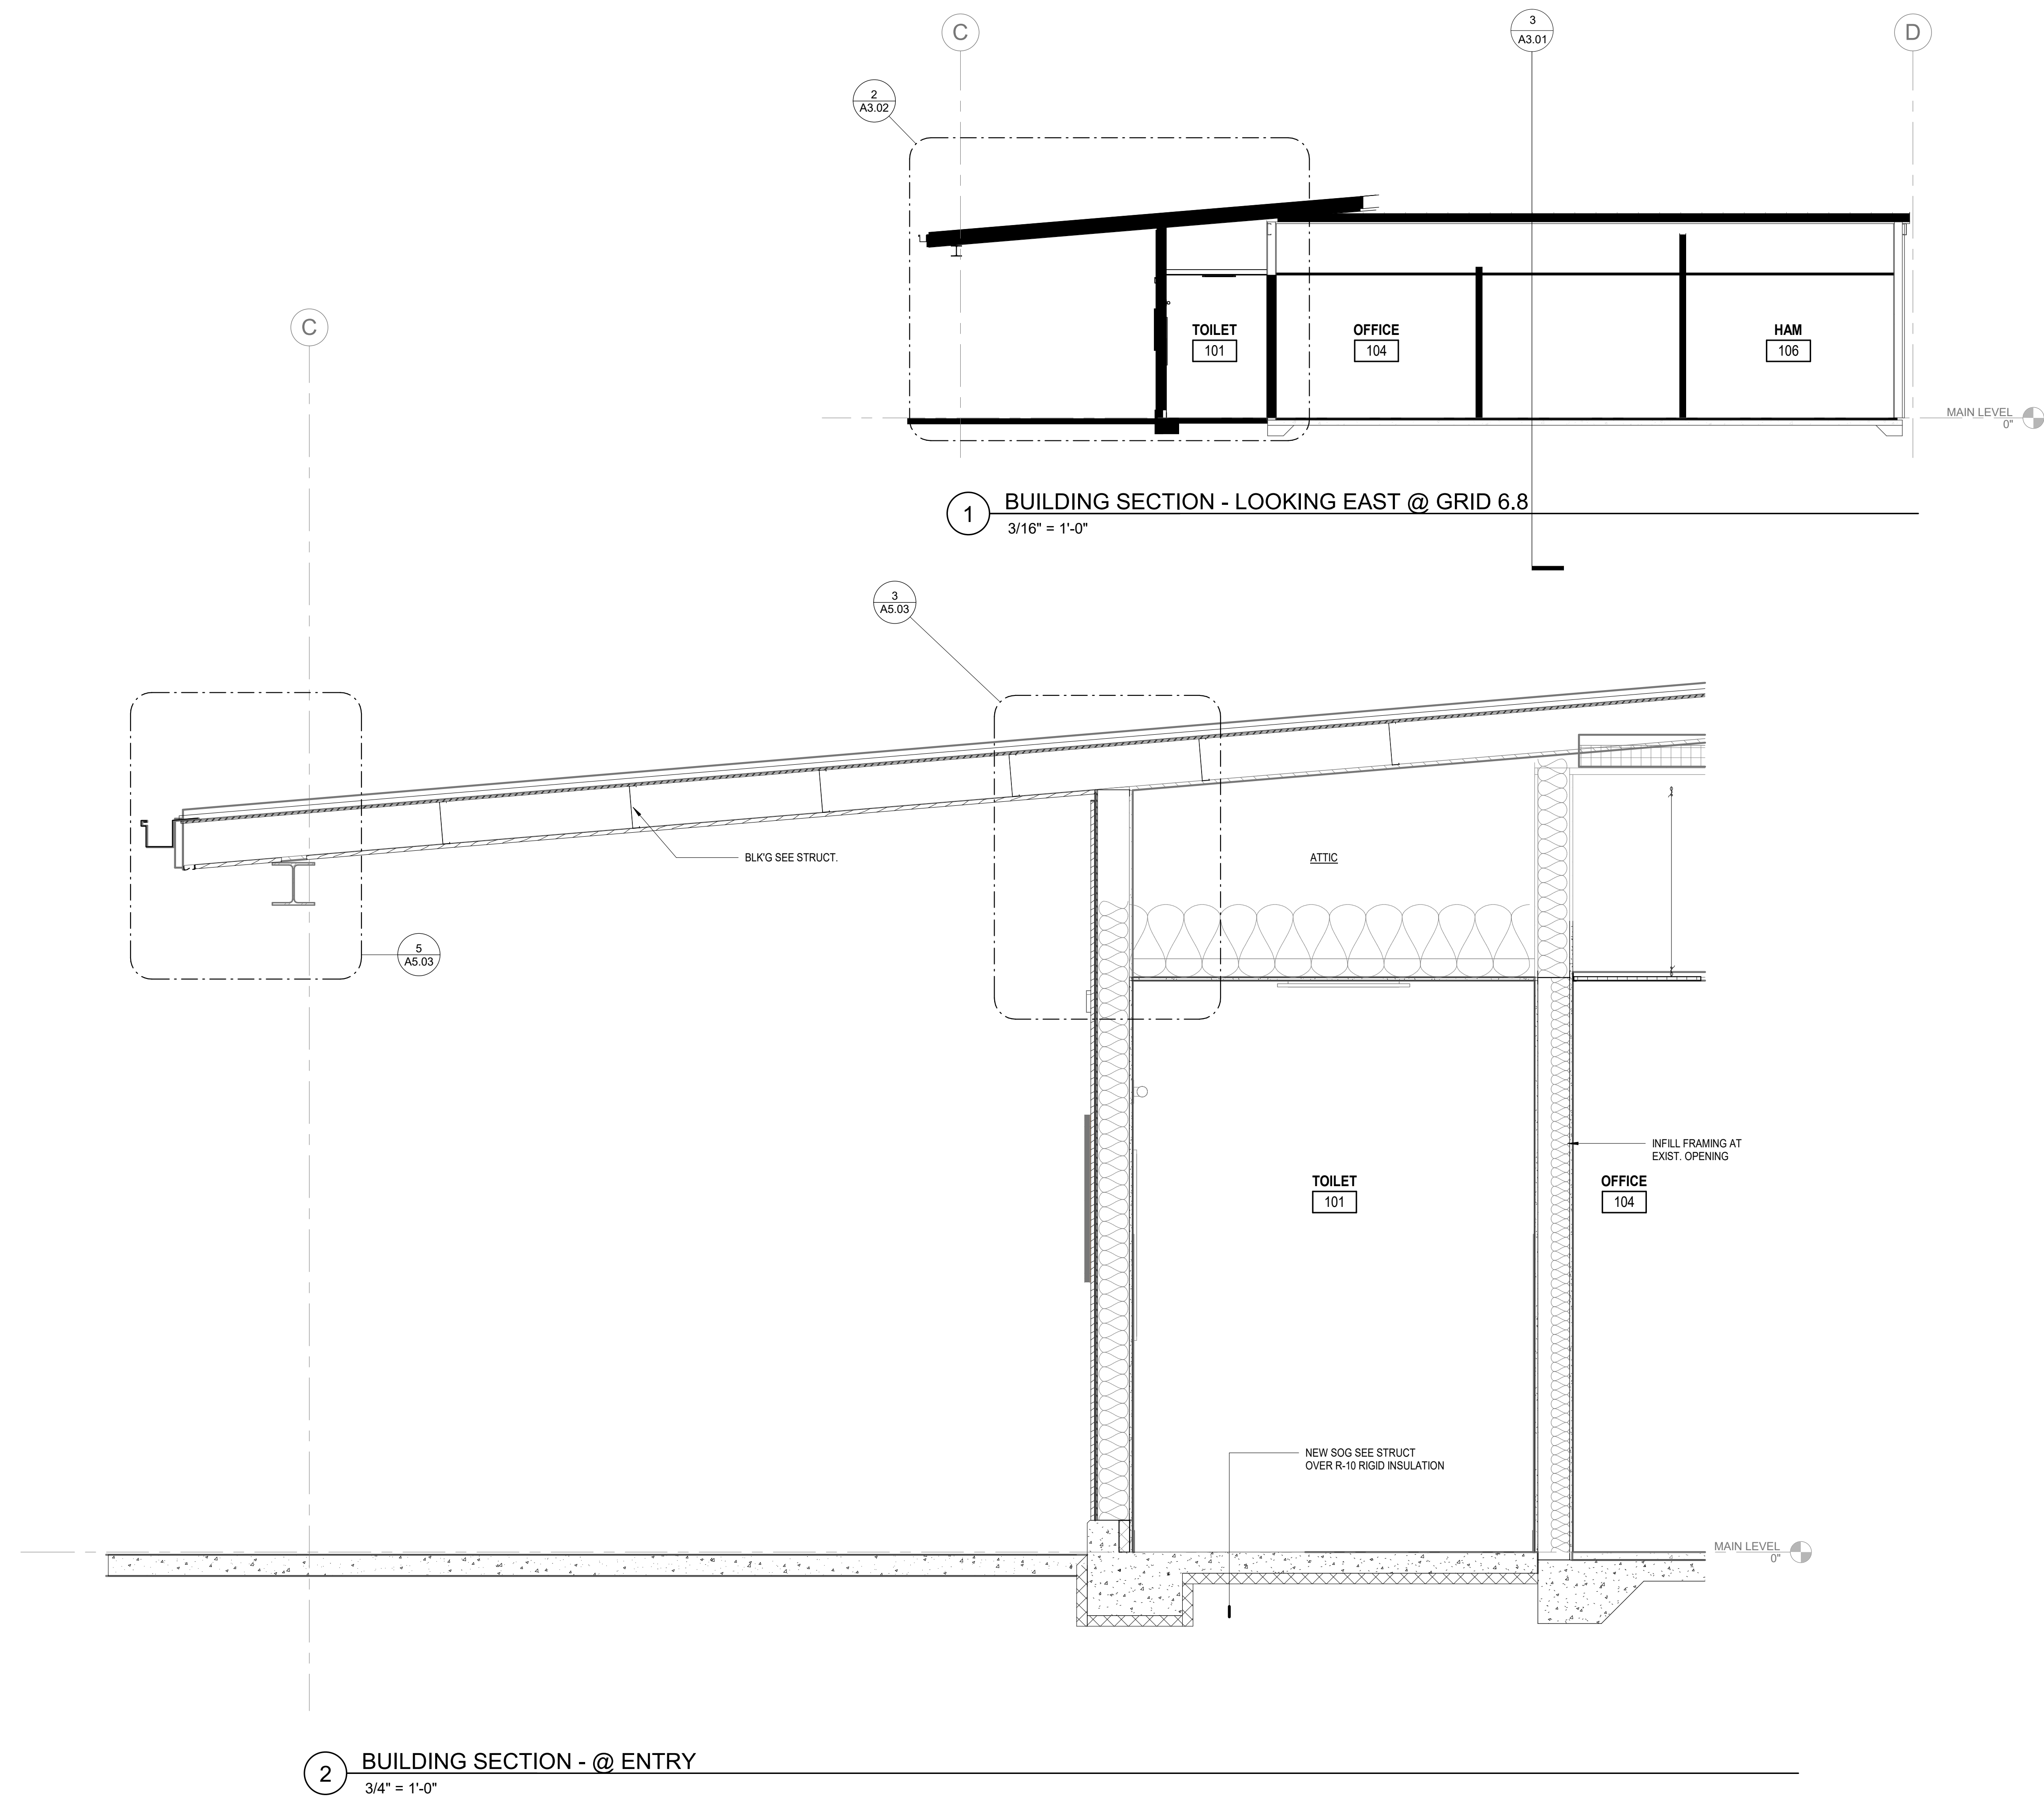 C
3
A3.01
D
2
A3.02
TOILET
101
OFFICE
104
HAM
106
MAIN LEVEL
0"
1
BUILDING SECTION - LOOKING EAST @ GRID 6.8
3/16" = 1'-0"
C
3
A5.03
BLK'G SEE STRUCT.
ATTIC
5
A5.03
INFILL FRAMING AT
EXIST. OPENING
TOILET
101
OFFICE
104
NEW SOG SEE STRUCT
OVER R-10 RIGID INSULATION
MAIN LEVEL
0"
2
BUILDING SECTION - @ ENTRY
3/4" = 1'-0"